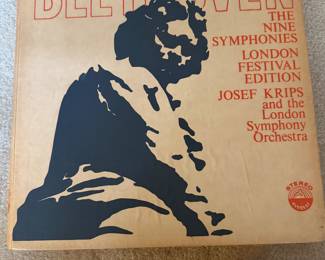 BEETHOVEN
THE
NINE
SYMPHONIES
LONDON
FESTIVAL
EDITION
JOSEF KRIPS
and the
London
Symphony
Orchestra
STEREO